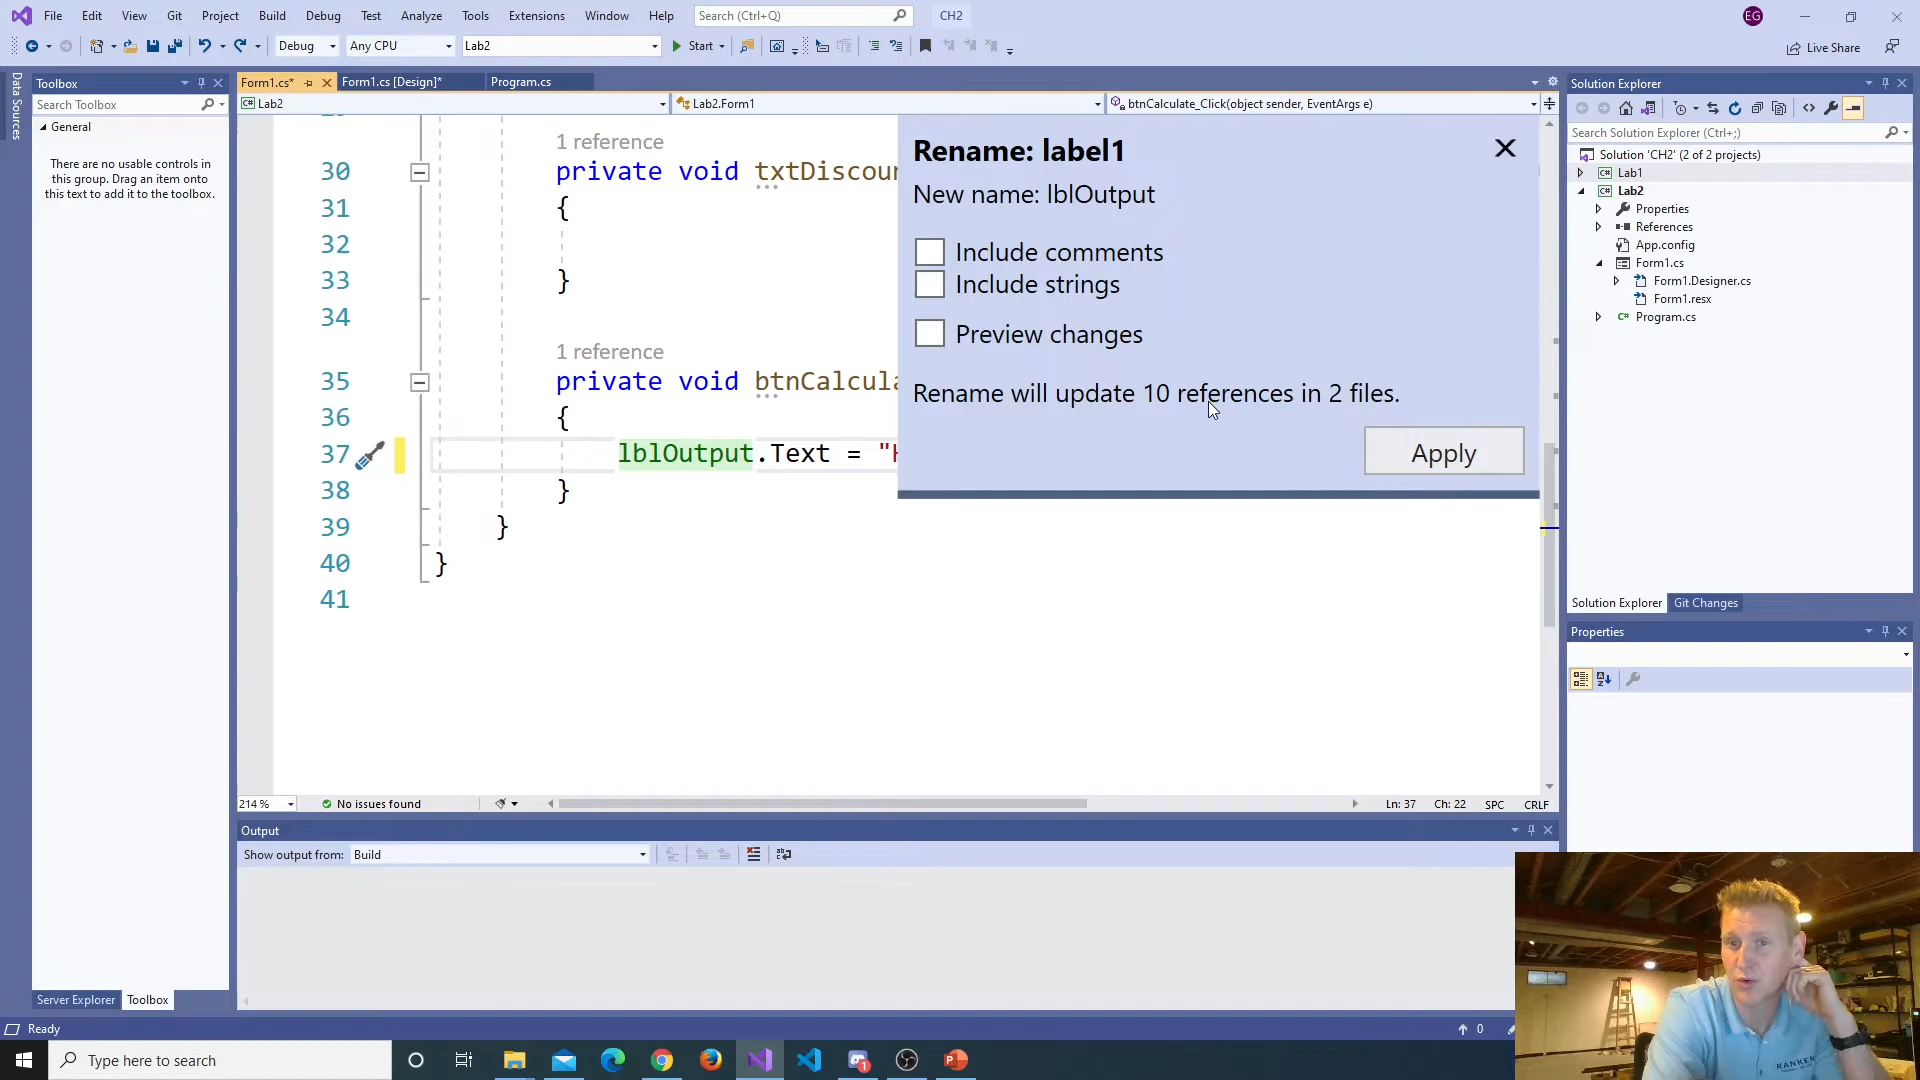 File Edit View Git Project Build Debug Test Analyze Tools Extensions Window Help Search (Ctrl+Q) CH2 EG
Debug Any CPU Lab2 Start Live Share
Data Sources
Toolbox
Search Toolbox
General
There are no usable controls in
this group. Drag an item onto
this text to add it to the toolbox.
Server Explorer Toolbox
Form1.cs* Form1.cs [Design]* Program.cs
Lab2 Lab2.Form1 btnCalculate_Click(object sender, EventArgs e)
1 reference
30 private void txtDiscou
31 {
32
33 }
34
1 reference
35 private void btnCalcula
36 {
37 lblOutput.Text = "H
38 }
39 }
40 }
41
Rename: label1
New name: lblOutput
Include comments
Include strings
Preview changes
Rename will update 10 references in 2 files.
Apply
214 % No issues found Ln: 37 Ch: 22 SPC CRLF
Output
Show output from: Build
Solution Explorer
Search Solution Explorer (Ctrl+;)
Solution 'CH2' (2 of 2 projects)
Lab1
Lab2
Properties
References
App.config
Form1.cs
Form1.Designer.cs
Form1.resx
Program.cs
Solution Explorer Git Changes
Properties
RANKEN
Ready 0
Type here to search